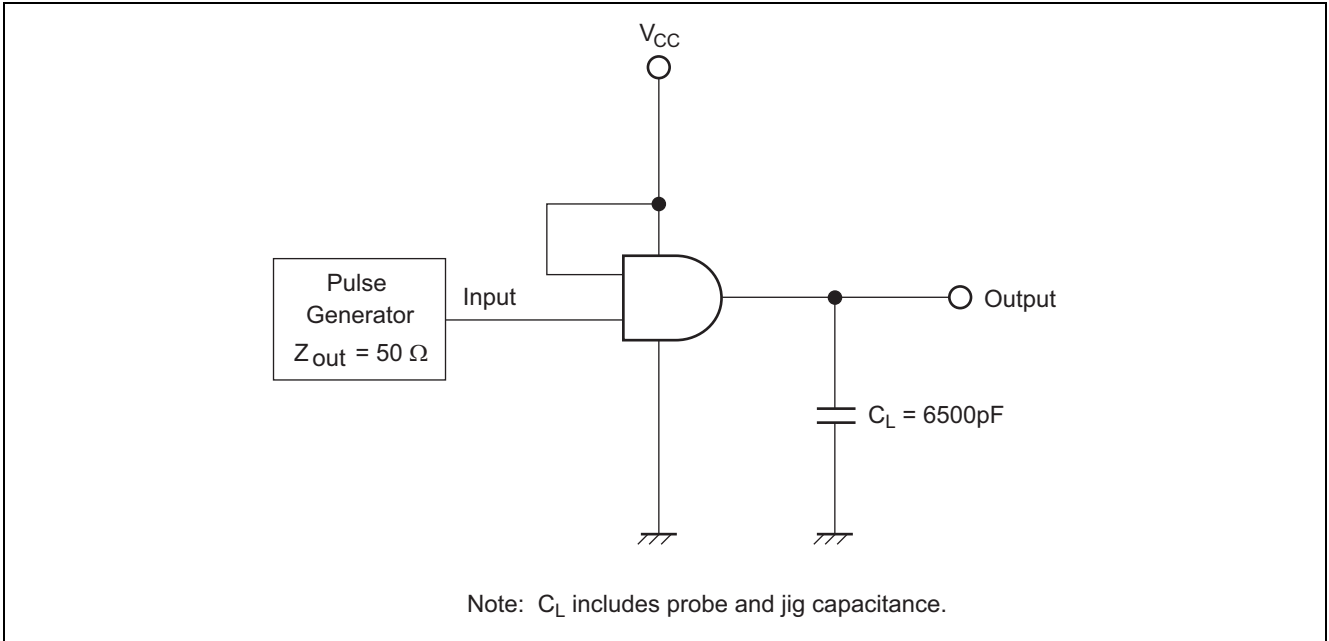 VCC
Pulse
Generator
Zout = 50 Ω
Input
Output
CL = 6500pF
Note: CL includes probe and jig capacitance.